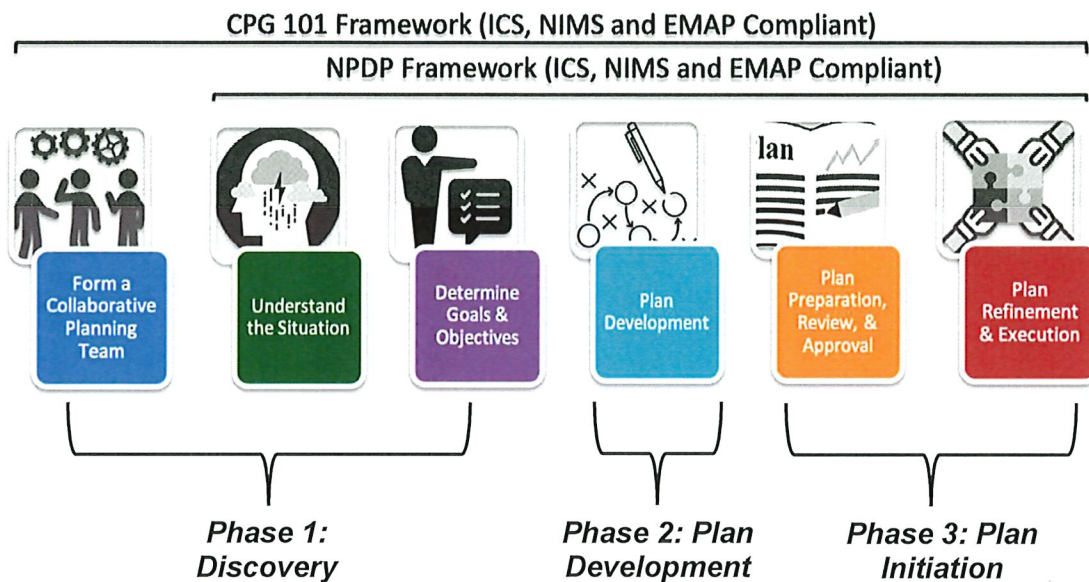 CPG 101 Framework (ICS, NIMS and EMAP Compliant)
NPDP Framework (ICS, NIMS and EMAP Compliant)
lan
Form a
Collaborative
Planning
Team
Understand
the Situation
Determine
Goals &
Objectives
Plan
Development
Plan
Preparation,
Review, &
Approval
Plan
Refinement
& Execution
Phase 1:
Discovery
Phase 2: Plan
Development
Phase 3: Plan
Initiation